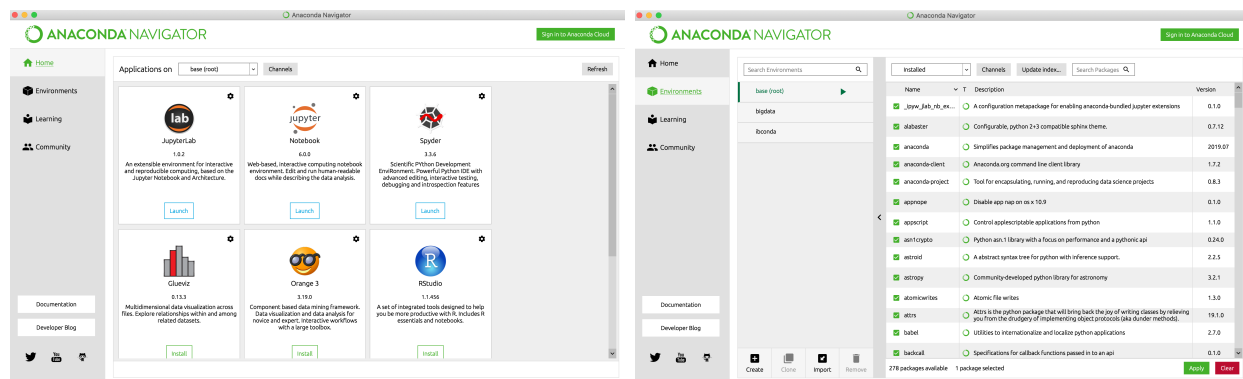 Anaconda Navigator
ANACONDA NAVIGATOR
Sign in to Anaconda Cloud
Home
Environments
Learning
Community
Documentation
Developer Blog
You
Tube
Applications on base (root) Channels Refresh
lab
JupyterLab
1.0.2
An extensible environment for interactive
and reproducible computing, based on the
Jupyter Notebook and Architecture.
Launch
jupyter
Notebook
6.0.0
Web-based, interactive computing notebook
environment. Edit and run human-readable
docs while describing the data analysis.
Launch
Spyder
3.3.6
Scientific PYthon Development
EnviRonment. Powerful Python IDE with
advanced editing, interactive testing,
debugging and introspection features
Launch
Glueviz
0.13.3
Multidimensional data visualization across
files. Explore relationships within and among
related datasets.
Install
Orange 3
3.19.0
Component based data mining framework.
Data visualization and data analysis for
novice and expert. Interactive workflows
with a large toolbox.
Install
R
RStudio
1.1.456
A set of integrated tools designed to help
you be more productive with R. Includes R
essentials and notebooks.
Install
Anaconda Navigator
ANACONDA NAVIGATOR
Sign in to Anaconda Cloud
Home
Environments
Learning
Community
Documentation
Developer Blog
You
Tube
Search Environments
base (root)
bigdata
ibconda
Create Clone Import Remove
Installed Channels Update index... Search Packages
Name T Description Version
_ipyw_jlab_nb_ex... A configuration metapackage for enabling anaconda-bundled jupyter extensions 0.1.0
alabaster Configurable, python 2+3 compatible sphinx theme. 0.7.12
anaconda Simplifies package management and deployment of anaconda 2019.07
anaconda-client Anaconda.org command line client library 1.7.2
anaconda-project Tool for encapsulating, running, and reproducing data science projects 0.8.3
appnope Disable app nap on os x 10.9 0.1.0
appscript Control applescriptable applications from python 1.1.0
asn1crypto Python asn.1 library with a focus on performance and a pythonic api 0.24.0
astroid A abstract syntax tree for python with inference support. 2.2.5
astropy Community-developed python library for astronomy 3.2.1
atomicwrites Atomic file writes 1.3.0
attrs Attrs is the python package that will bring back the joy of writing classes by relieving
you from the drudgery of implementing object protocols (aka dunder methods). 19.1.0
babel Utilities to internationalize and localize python applications 2.7.0
backcall Specifications for callback functions passed in to an api 0.1.0
278 packages available 1 package selected Apply Clear